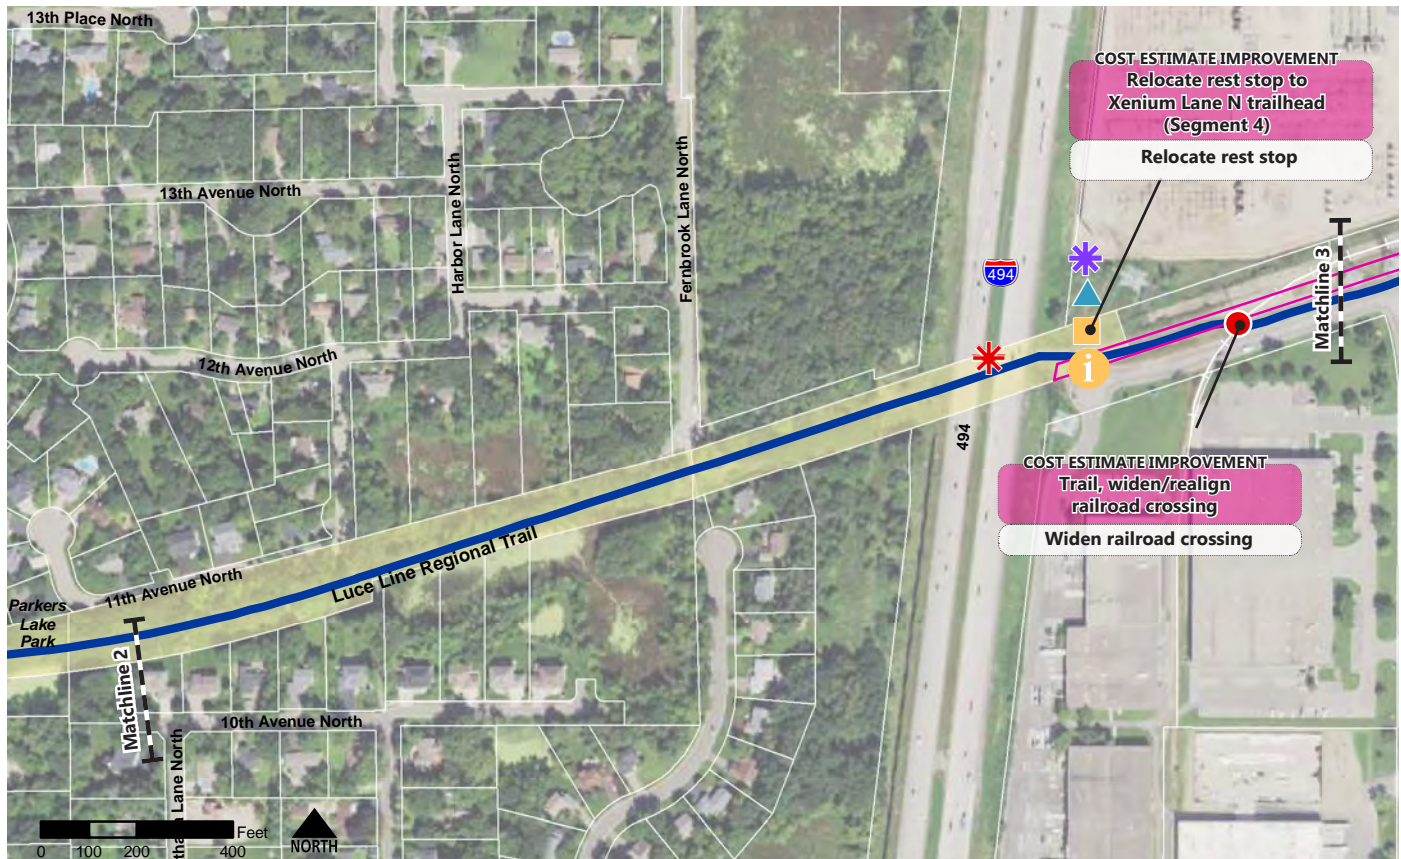 13th Place North
COST ESTIMATE IMPROVEMENT
Relocate rest stop to
Xenium Lane N trailhead
(Segment 4)
Relocate rest stop
13th Avenue North
Harbor Lane North
Fernbrook Lane North
494
Matchline 3
12th Avenue North
i
494
COST ESTIMATE IMPROVEMENT
Trail, widen/realign
railroad crossing
Widen railroad crossing
Luce Line Regional Trail
11th Avenue North
Parkers
Lake
Park
Matchline 2
10th Avenue North
Lane North
Feet
0 100 200 400
NORTH